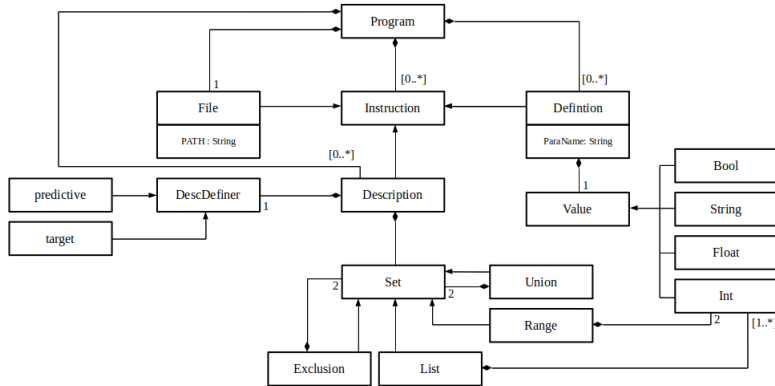 Program
1
[0..*]
[0..*]
File
Instruction
Defintion
PATH : String
ParaName: String
[0..*]
Bool
predictive
DescDefiner
1
Description
1
Value
String
target
Float
2
Set
2
Union
Int
Range
2
[1..*]
Exclusion
List